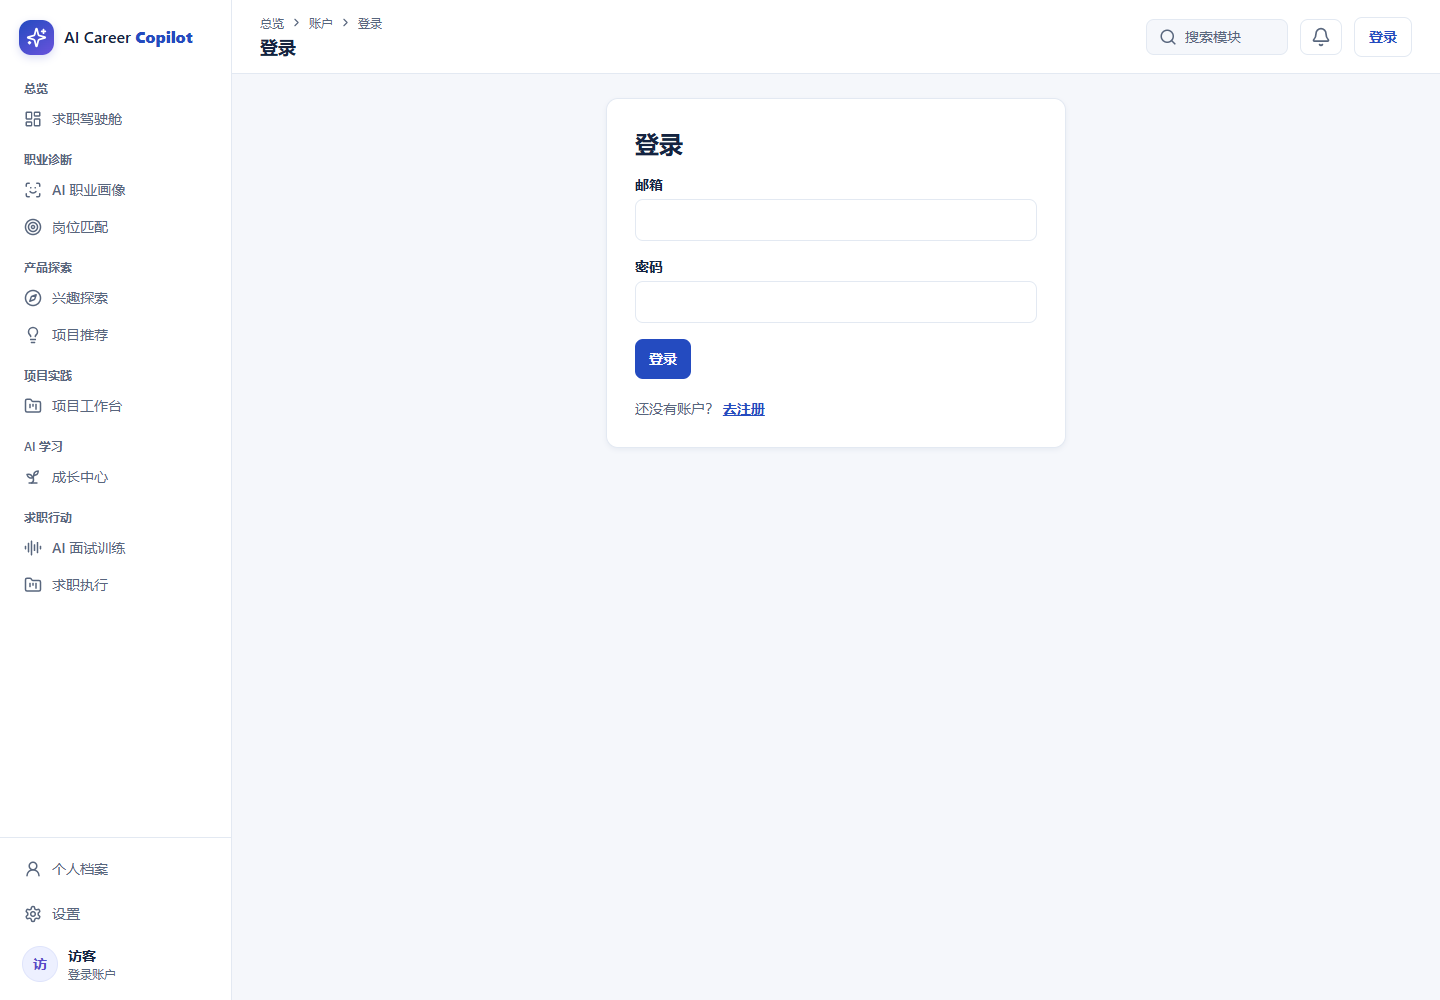 AI Career Copilot
总览
求职驾驶舱
职业诊断
AI 职业画像
岗位匹配
产品探索
兴趣探索
项目推荐
项目实践
项目工作台
AI 学习
成长中心
求职行动
AI 面试训练
求职执行
个人档案
设置
访
访客
登录账户
总览 > 账户 > 登录
登录
搜索模块
登录
登录
邮箱
密码
登录
还没有账户？ 去注册